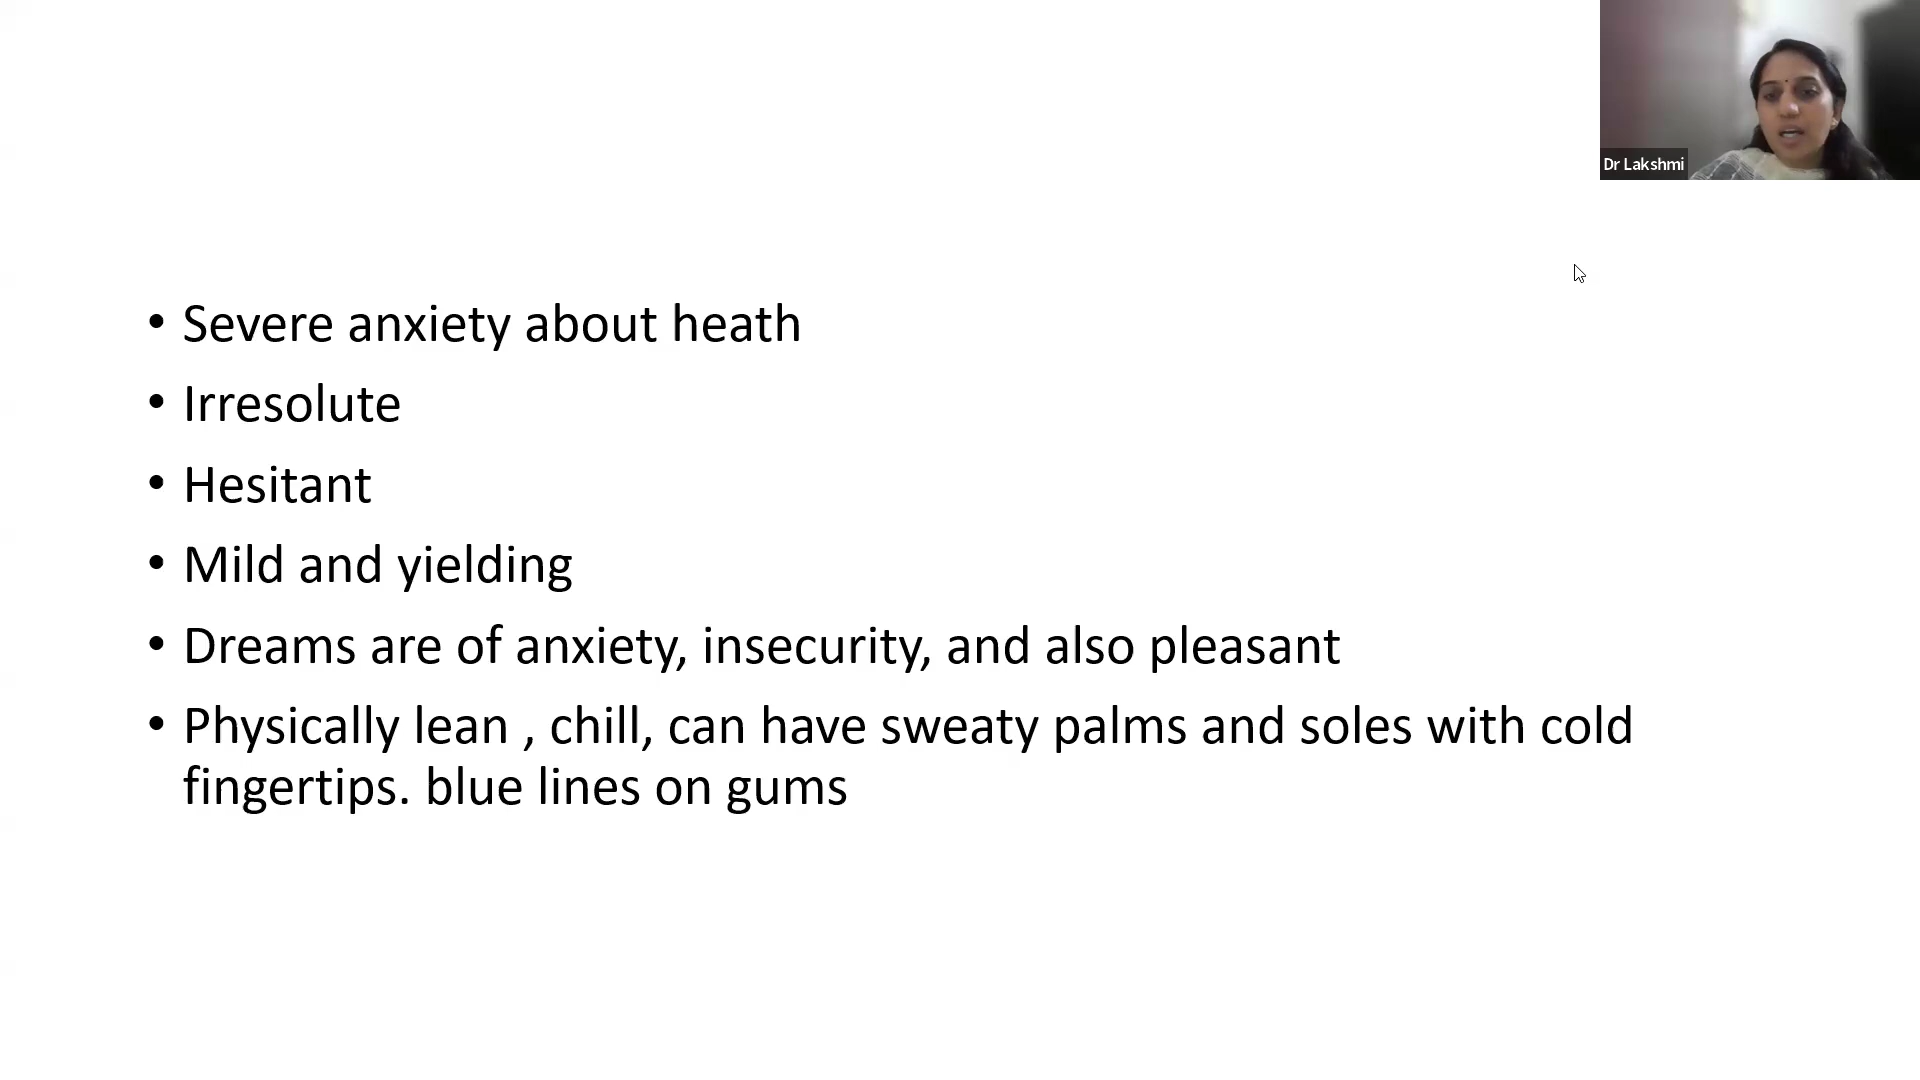 Dr Lakshmi
• Severe anxiety about heath
• Irresolute
• Hesitant
• Mild and yielding
• Dreams are of anxiety, insecurity, and also pleasant
• Physically lean , chill, can have sweaty palms and soles with cold
fingertips. blue lines on gums